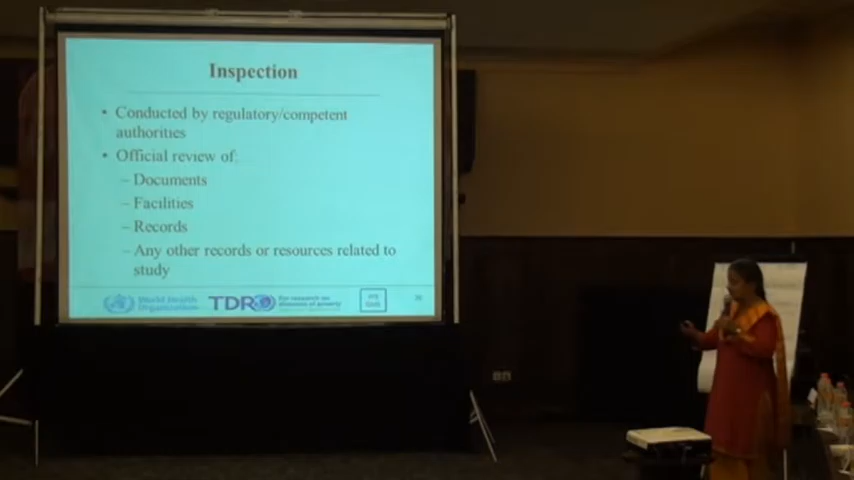 Inspection
• Conducted by regulatory/competent
authorities
• Official review of:
– Documents
– Facilities
– Records
– Any other records or resources related to
study
World Health
Organization
TDR
For research on
diseases of poverty